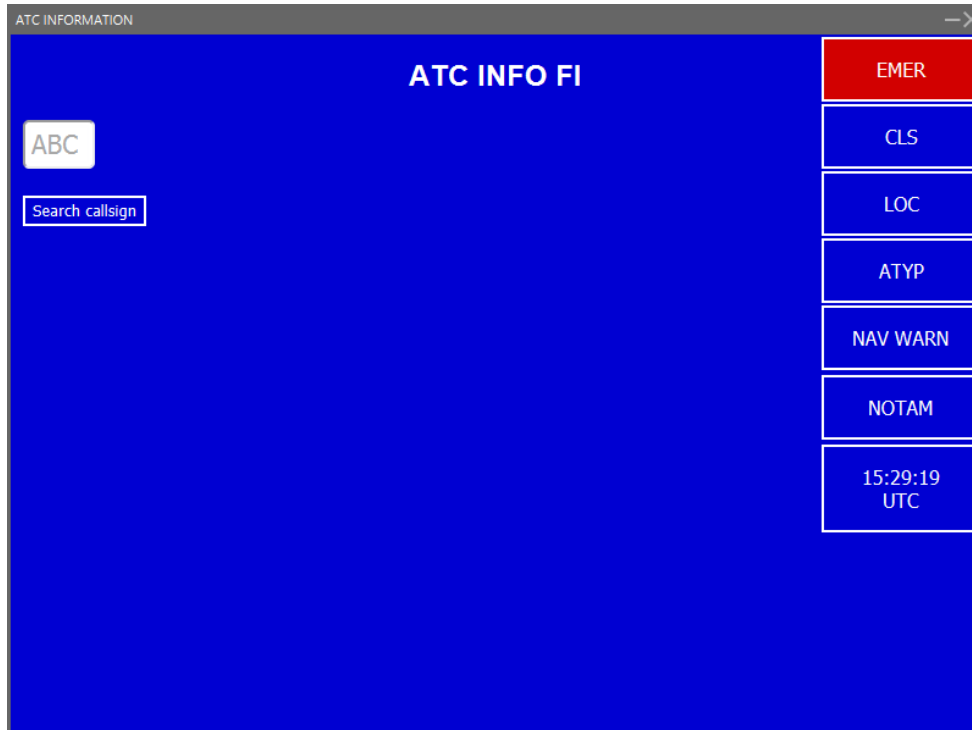 ATC INFORMATION
ATC INFO FI
ABC
Search callsign
EMER
CLS
LOC
ATYP
NAV WARN
NOTAM
15:29:19
UTC